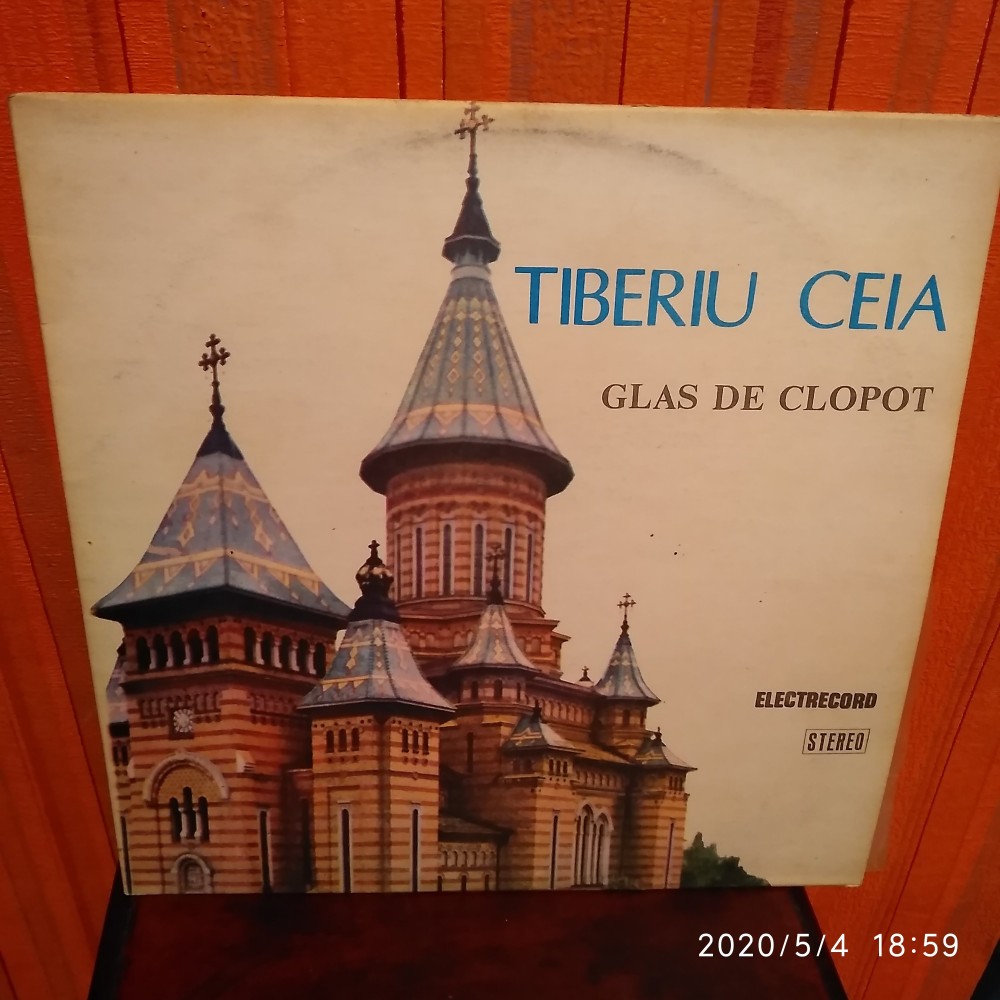 TIBERIU CEIA
GLAS DE CLOPOT
ELECTRECORD
STEREO
2020/5/4 18:59